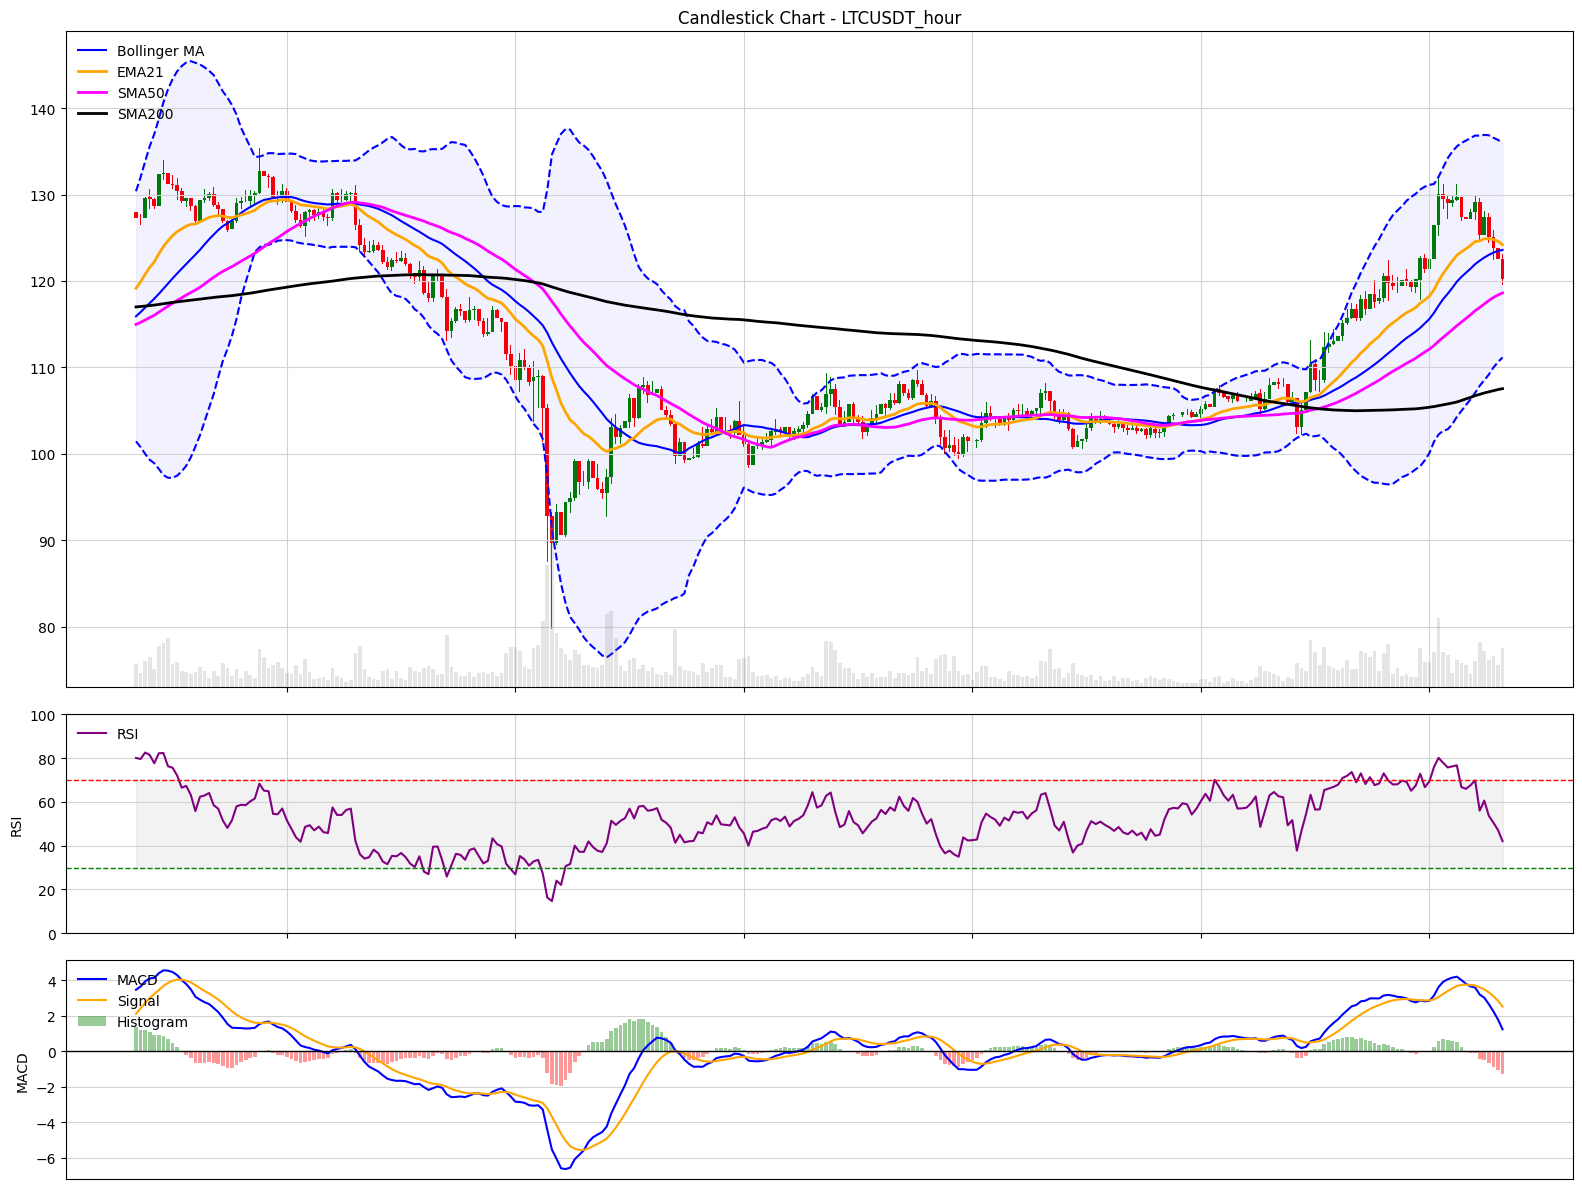 Candlestick Chart - LTCUSDT_hour
Bollinger MA
EMA21
SMA50
SMA200
140
130
120
110
100
90
80
RSI
100
80
60
40
20
0
RSI
MACD
Signal
Histogram
4
2
0
−2
−4
−6
MACD